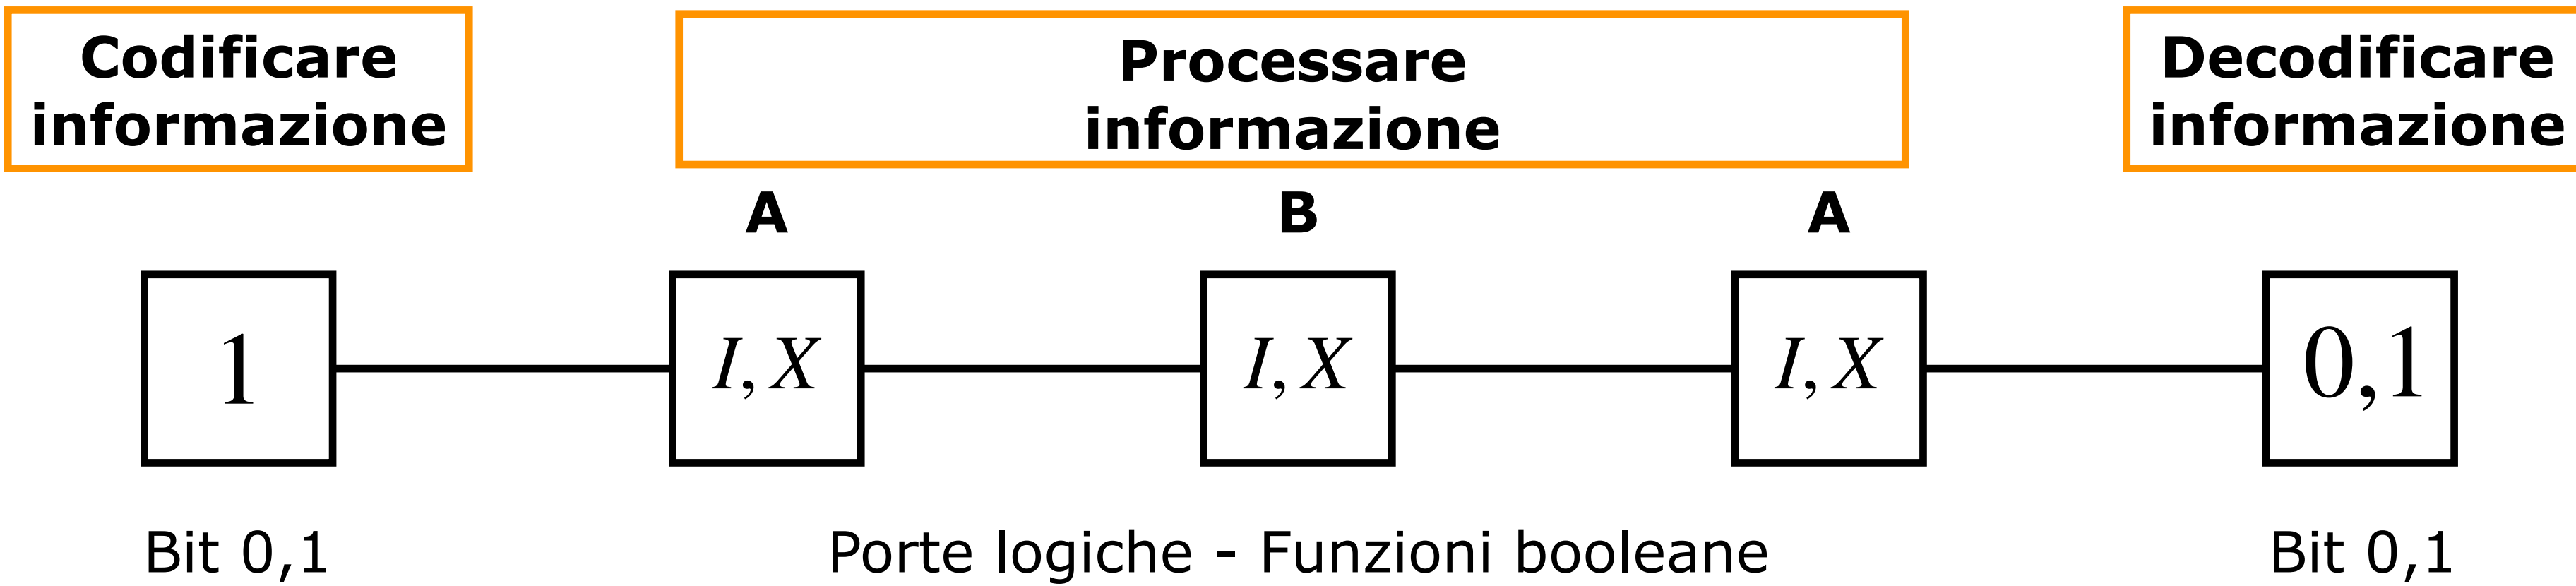 Codificare
informazione
Processare
informazione
Decodificare
informazione
A
B
A
1
I, X
I, X
I, X
0,1
Bit 0,1
Porte logiche - Funzioni booleane
Bit 0,1